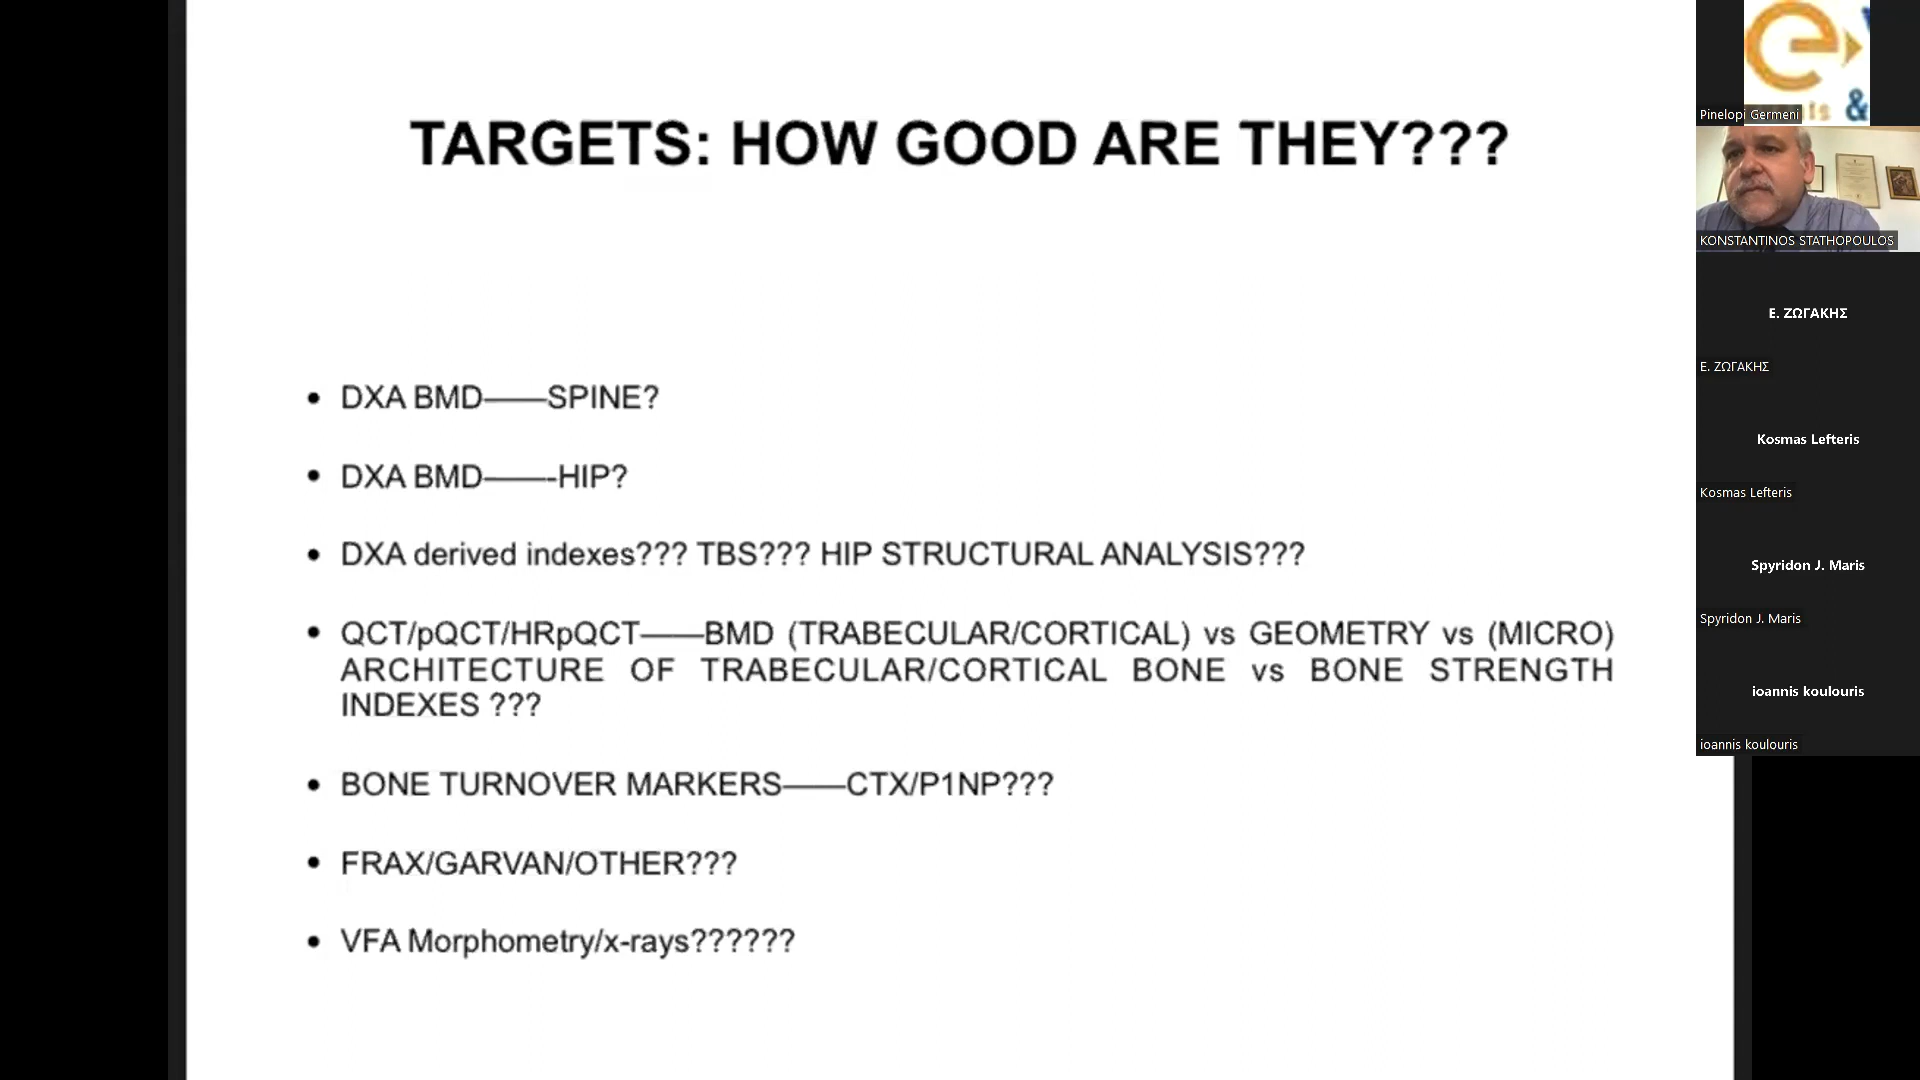 TARGETS: HOW GOOD ARE THEY???
• DXA BMD——SPINE?
• DXA BMD——-HIP?
• DXA derived indexes??? TBS??? HIP STRUCTURAL ANALYSIS???
• QCT/pQCT/HRpQCT——BMD (TRABECULAR/CORTICAL) vs GEOMETRY vs (MICRO)
ARCHITECTURE OF TRABECULAR/CORTICAL BONE vs BONE STRENGTH
INDEXES ???
• BONE TURNOVER MARKERS——CTX/P1NP???
• FRAX/GARVAN/OTHER???
• VFA Morphometry/x-rays??????
Pinelopi Germeni
&
KONSTANTINOS STATHOPOULOS
Ε. ΖΩΓΑΚΗΣ
Ε. ΖΩΓΑΚΗΣ
Kosmas Lefteris
Kosmas Lefteris
Spyridon J. Maris
Spyridon J. Maris
ioannis koulouris
ioannis koulouris